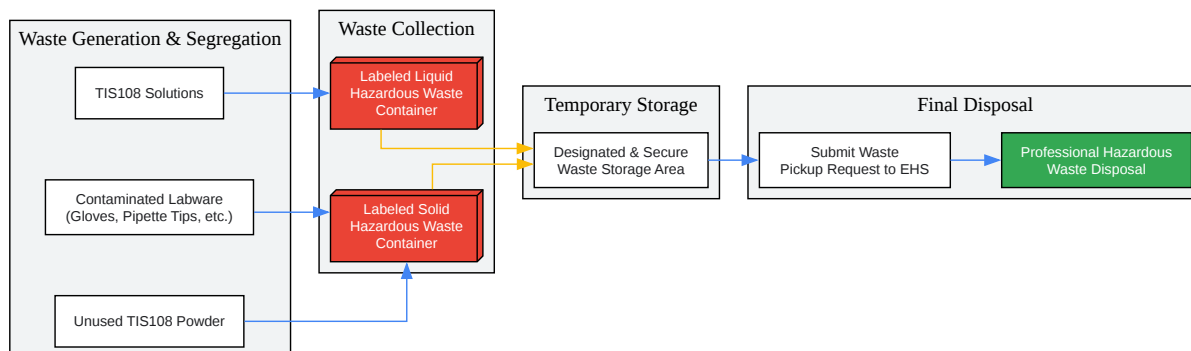 Waste Generation & Segregation
TIS108 Solutions
Contaminated Labware
(Gloves, Pipette Tips, etc.)
Unused TIS108 Powder
Waste Collection
Labeled Liquid
Hazardous Waste
Container
Labeled Solid
Hazardous Waste
Container
Temporary Storage
Designated & Secure
Waste Storage Area
Final Disposal
Submit Waste
Pickup Request to EHS
Professional Hazardous
Waste Disposal